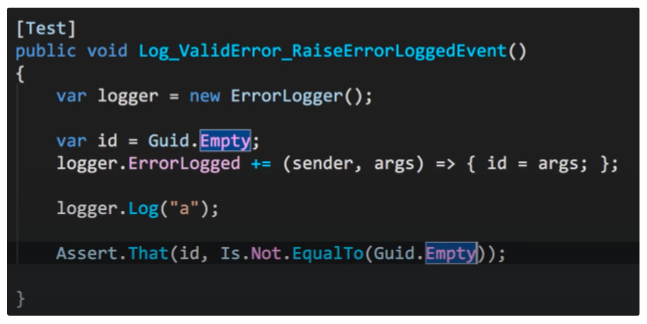 [Test]
public void Log_ValidError_RaiseErrorLoggedEvent()
{
var logger = new ErrorLogger();
var id = Guid.Empty;
logger.ErrorLogged += (sender, args) => { id = args; };
logger.Log("a");
Assert.That(id, Is.Not.EqualTo(Guid.Empty));
}